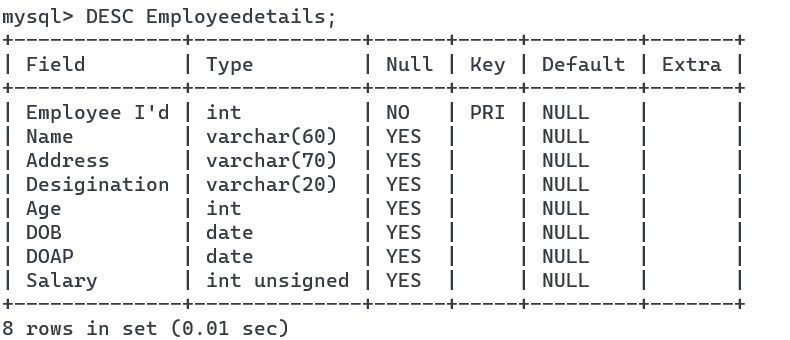 mysql> DESC Employeedetails;
+--------------+--------------+------+-----+---------+-------+
| Field        | Type         | Null | Key | Default | Extra |
+--------------+--------------+------+-----+---------+-------+
| Employee I'd | int          | NO   | PRI | NULL    |       |
| Name         | varchar(60)  | YES  |     | NULL    |       |
| Address      | varchar(70)  | YES  |     | NULL    |       |
| Desigination | varchar(20)  | YES  |     | NULL    |       |
| Age          | int          | YES  |     | NULL    |       |
| DOB          | date         | YES  |     | NULL    |       |
| DOAP         | date         | YES  |     | NULL    |       |
| Salary       | int unsigned | YES  |     | NULL    |       |
+--------------+--------------+------+-----+---------+-------+
8 rows in set (0.01 sec)